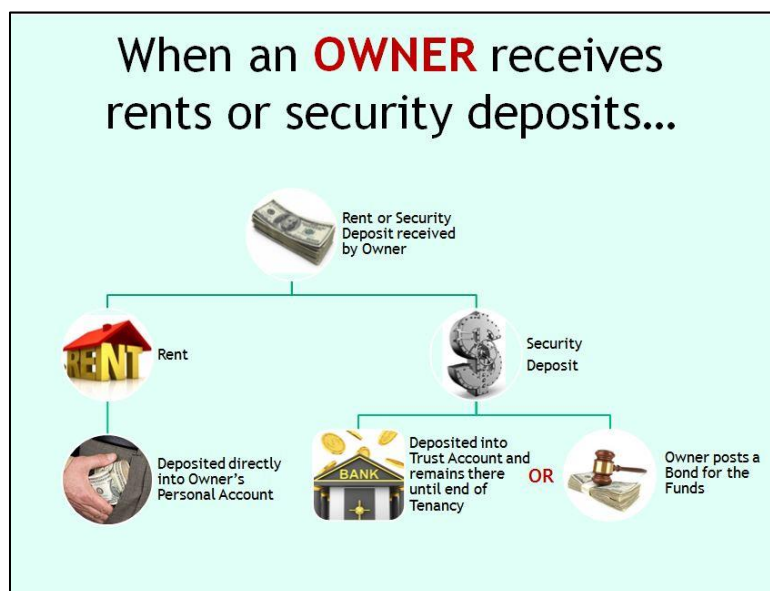 When an OWNER receives
rents or security deposits...
Rent or Security
Deposit received
by Owner
RENT
Rent
Security
Deposit
Deposited directly
into Owner's
Personal Account
BANK
Deposited into
Trust Account and
remains there
until end of
Tenancy
OR
Owner posts a
Bond for the
Funds